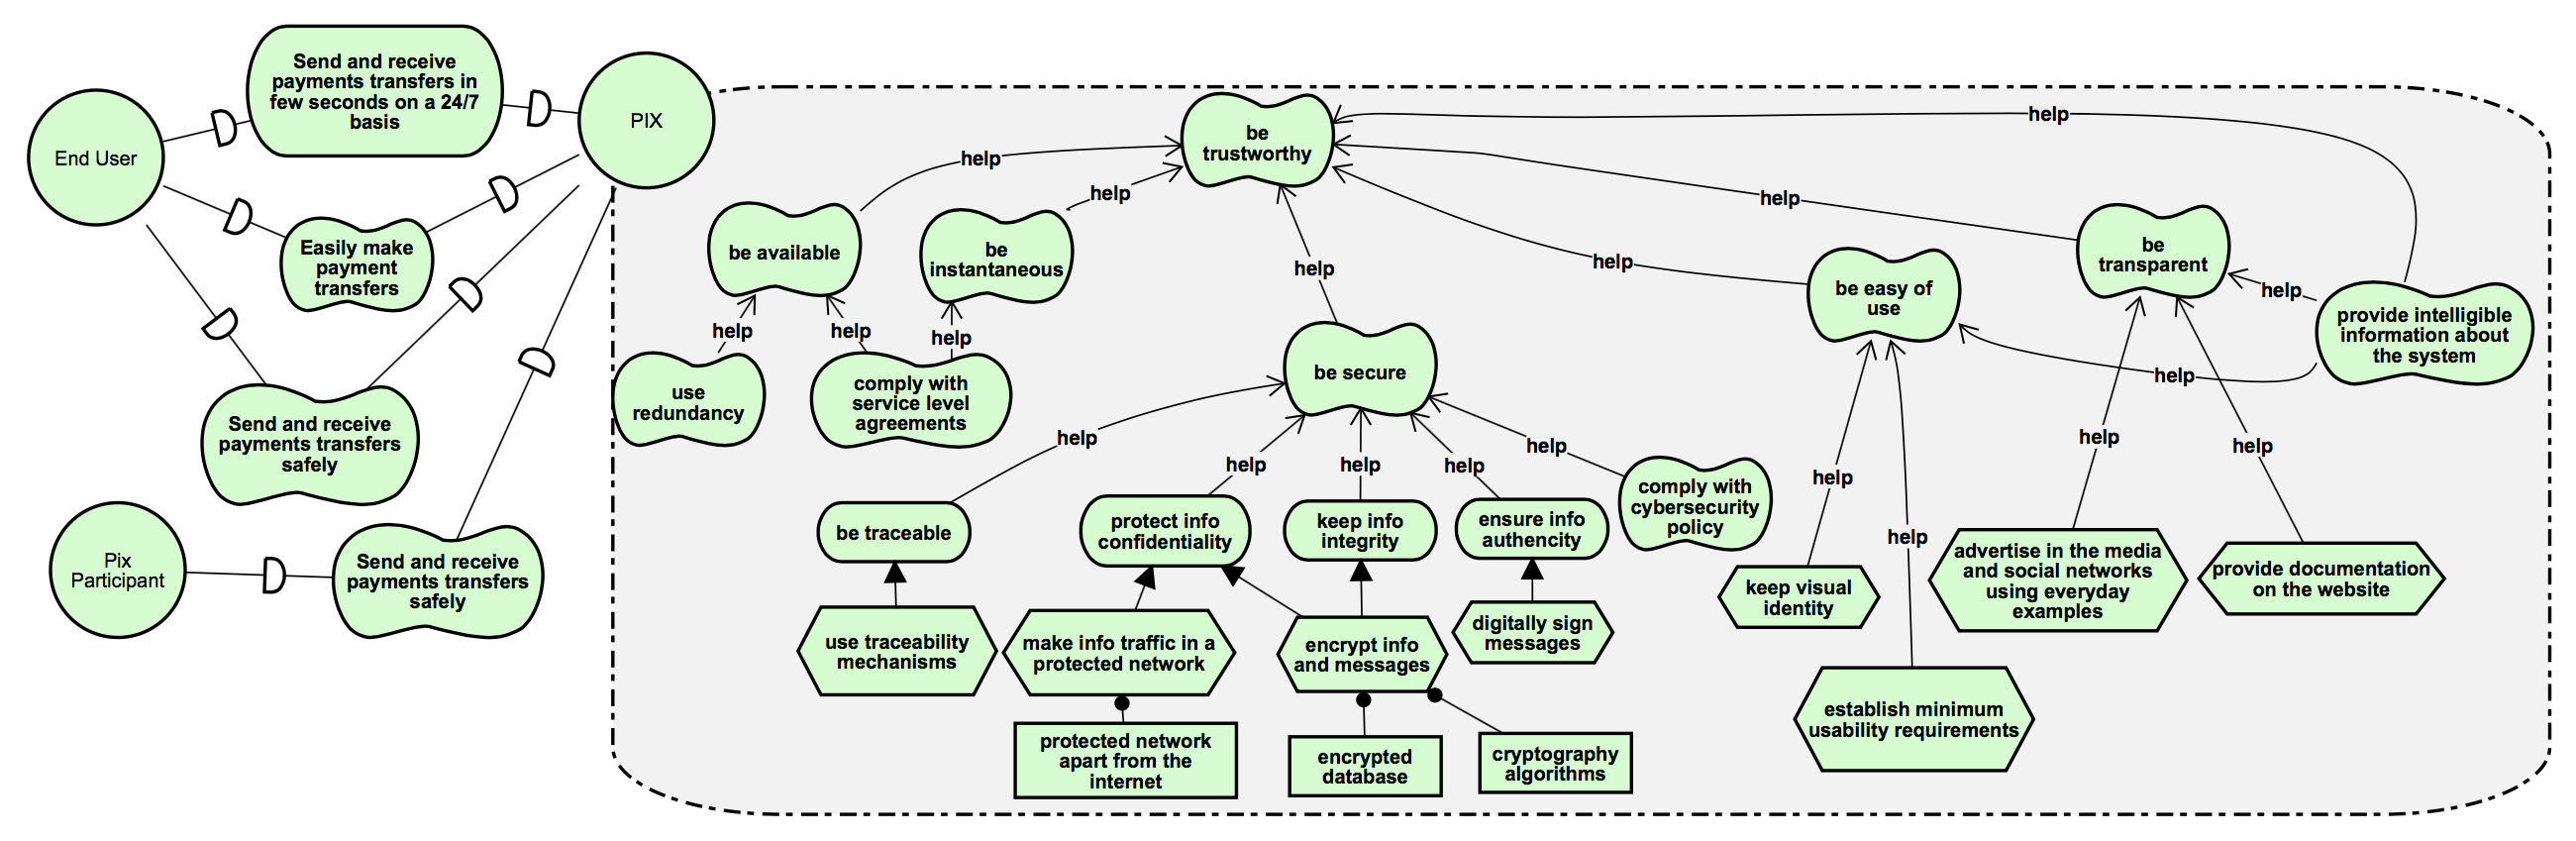 Send and receive
payments transfers in
few seconds on a 24/7
basis
End User
PIX
Easily make
payment
transfers
Send and receive
payments transfers
safely
Pix
Participant
Send and receive
payments transfers
safely
be
trustworthy
help
help
help
help
help
help
be available
be
instantaneous
be easy of
use
be
transparent
help
help
help
help
help
provide intelligible
information about
the system
use
redundancy
comply with
service level
agreements
be secure
help
help
help
help
help
help
help
help
help
be traceable
protect info
confidentiality
keep info
integrity
ensure info
authencity
comply with
cybersecurity
policy
keep visual
identity
advertise in the media
and social networks
using everyday
examples
provide documentation
on the website
use traceability
mechanisms
make info traffic in a
protected network
encrypt info
and messages
digitally sign
messages
establish minimum
usability requirements
protected network
apart from the
internet
encrypted
database
cryptography
algorithms